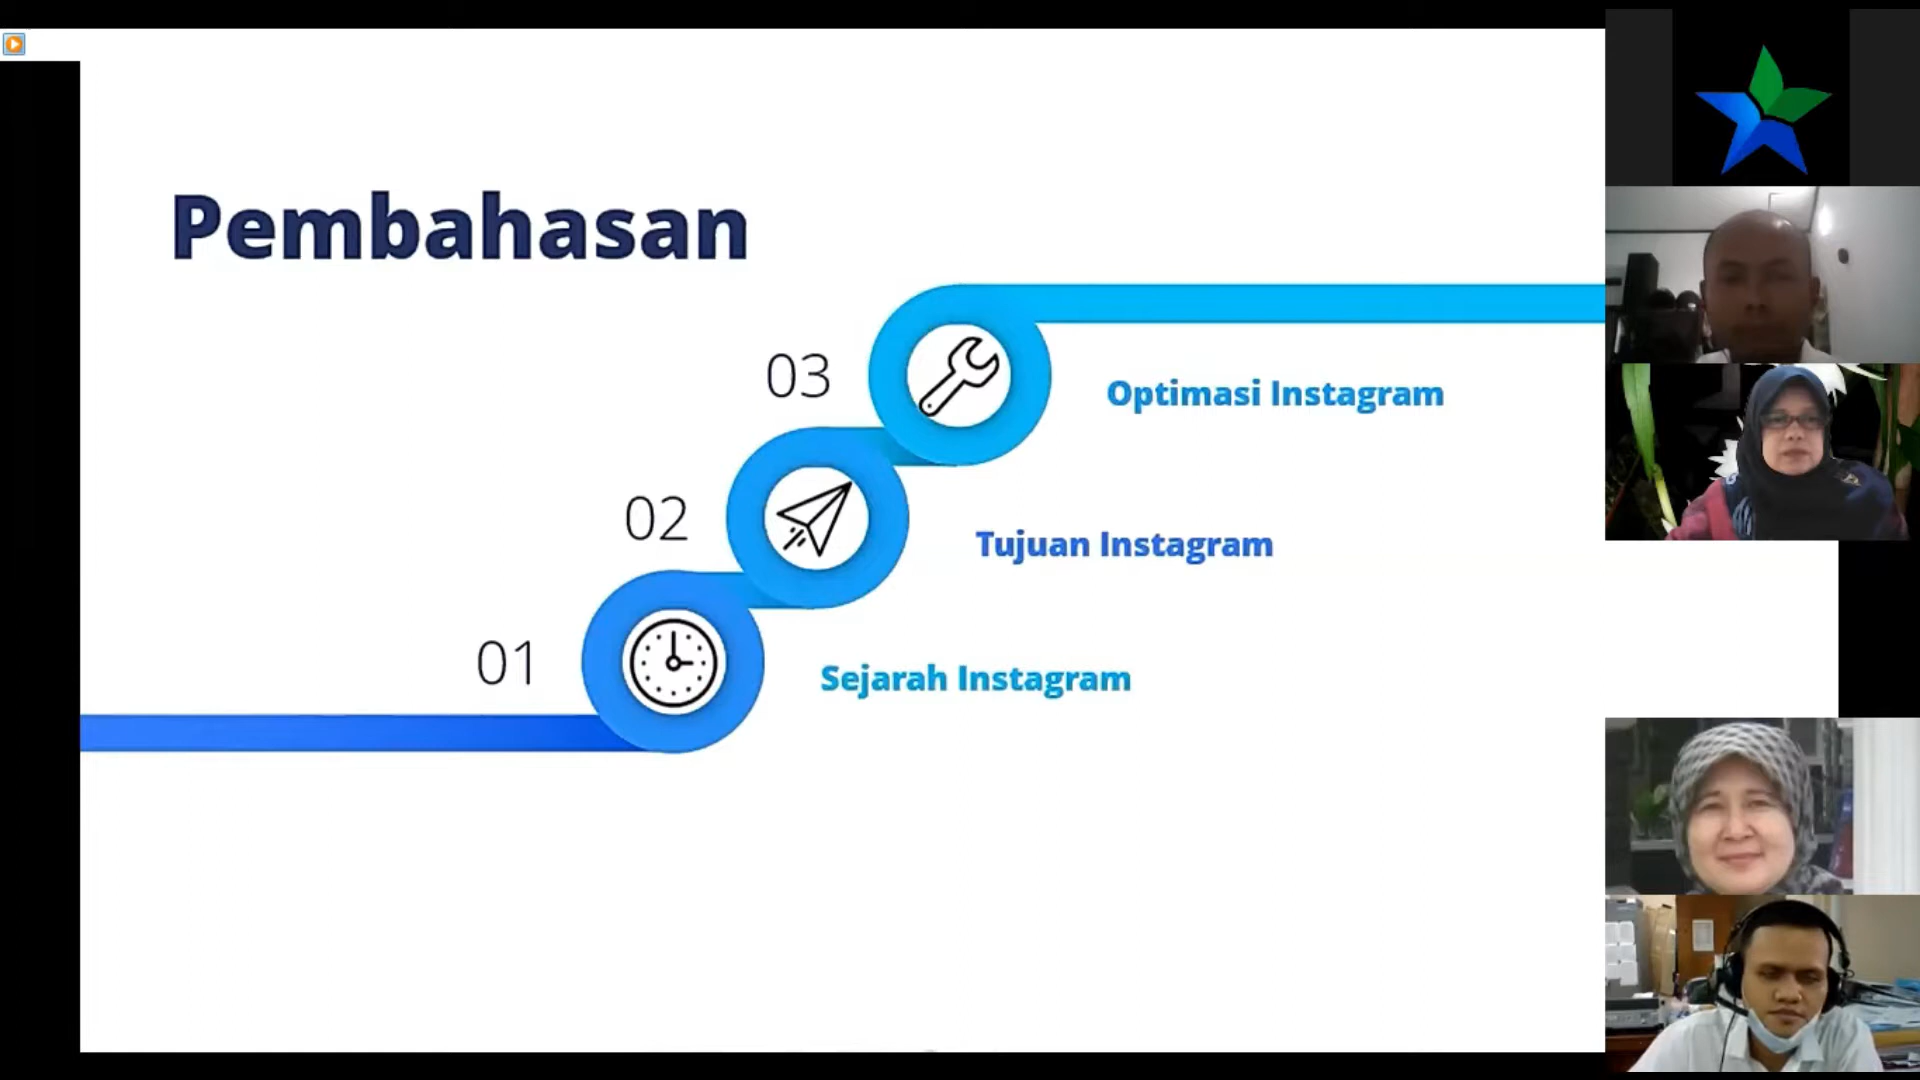 Pembahasan
03
Optimasi Instagram
02
Tujuan Instagram
01
Sejarah Instagram